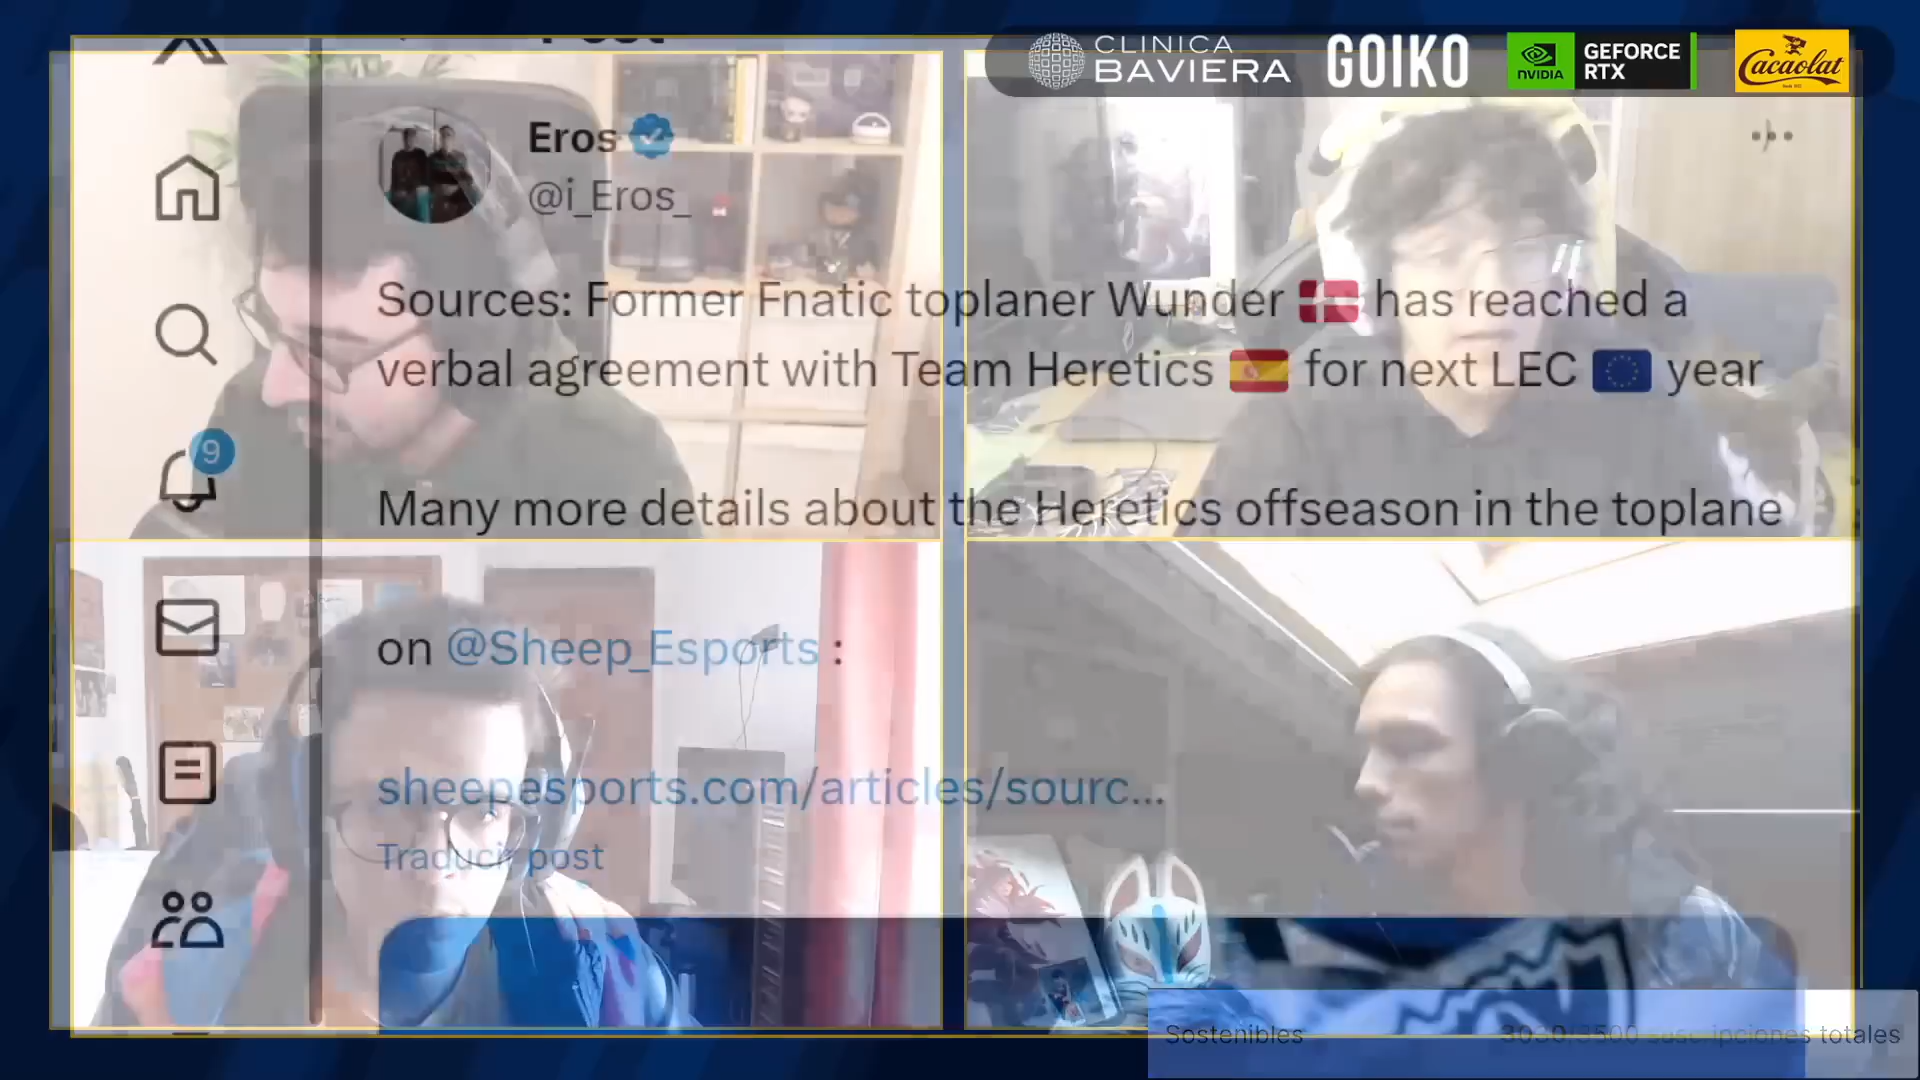 CLINICA
BAVIERA
GOIKO
NVIDIA
GEFORCE
RTX
Cacaolat
Eros
@i_Eros_
Sources: Former Fnatic toplaner Wunder 🇩🇰 has reached a
verbal agreement with Team Heretics 🇪🇸 for next LEC 🇪🇺 year
9
Many more details about the Heretics offseason in the toplane
on @Sheep_Esports :
sheepesports.com/articles/sourc...
Traducir post
Sostenibles
suscripciones totales